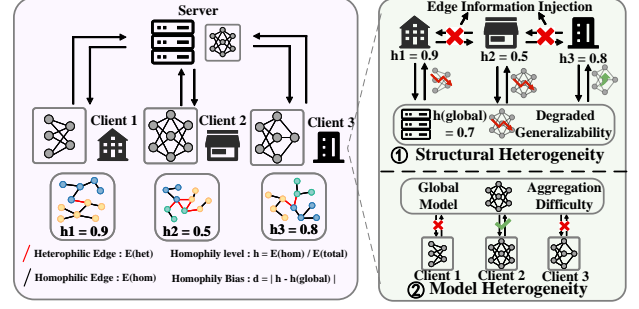 Server
Client 1
Client 2
Client 3
h1 = 0.9
h2 = 0.5
h3 = 0.8
Heterophilic Edge : E(het)
Homophily level : h = E(hom) / E(total)
Homophilic Edge : E(hom)
Homophily Bias : d = | h - h(global) |
Edge Information Injection
h1 = 0.9
h2 = 0.5
h3 = 0.8
h(global)
= 0.7
Degraded
Generalizability
① Structural Heterogeneity
Global
Model
Aggregation
Difficulty
Client 1
Client 2
Client 3
② Model Heterogeneity